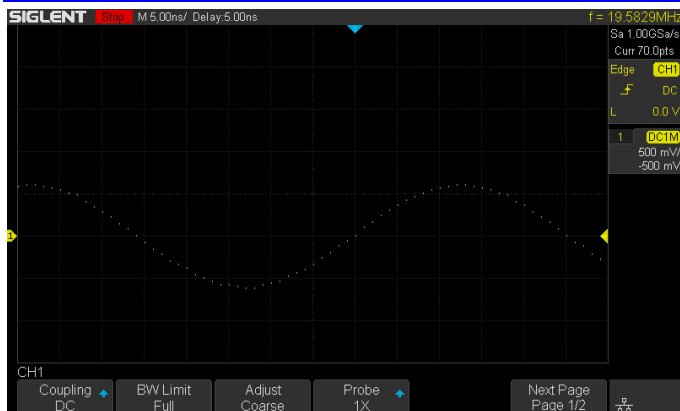 SIGLENT Stop M 5.00ns/ Delay:5.00ns f = 19.5829MHz
Sa 1.00GSa/s
Curr 70.0pts
Edge CH1
DC
L 0.0 V
1 DC1M
500 mV/
-500 mV
1
CH1
Coupling BW Limit Adjust Probe Next Page
DC Full Coarse 1X Page 1/2